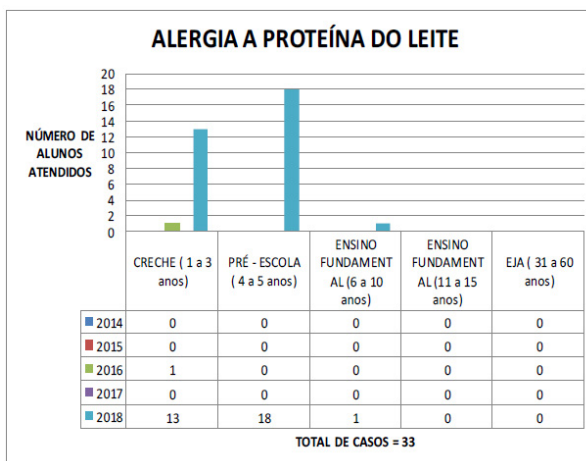 ALERGIA A PROTEÍNA DO LEITE
NÚMERO DE
ALUNOS
ATENDIDOS
20
18
16
14
12
10
8
6
4
2
0
CRECHE ( 1 a 3
anos)
PRÉ - ESCOLA
( 4 a 5 anos)
ENSINO
FUNDAMENT
AL (6 a 10
anos)
ENSINO
FUNDAMENT
AL (11 a 15
anos)
EJA ( 31 a 60
anos)
2014 0 0 0 0 0
2015 0 0 0 0 0
2016 1 0 0 0 0
2017 0 0 0 0 0
2018 13 18 1 0 0
TOTAL DE CASOS = 33